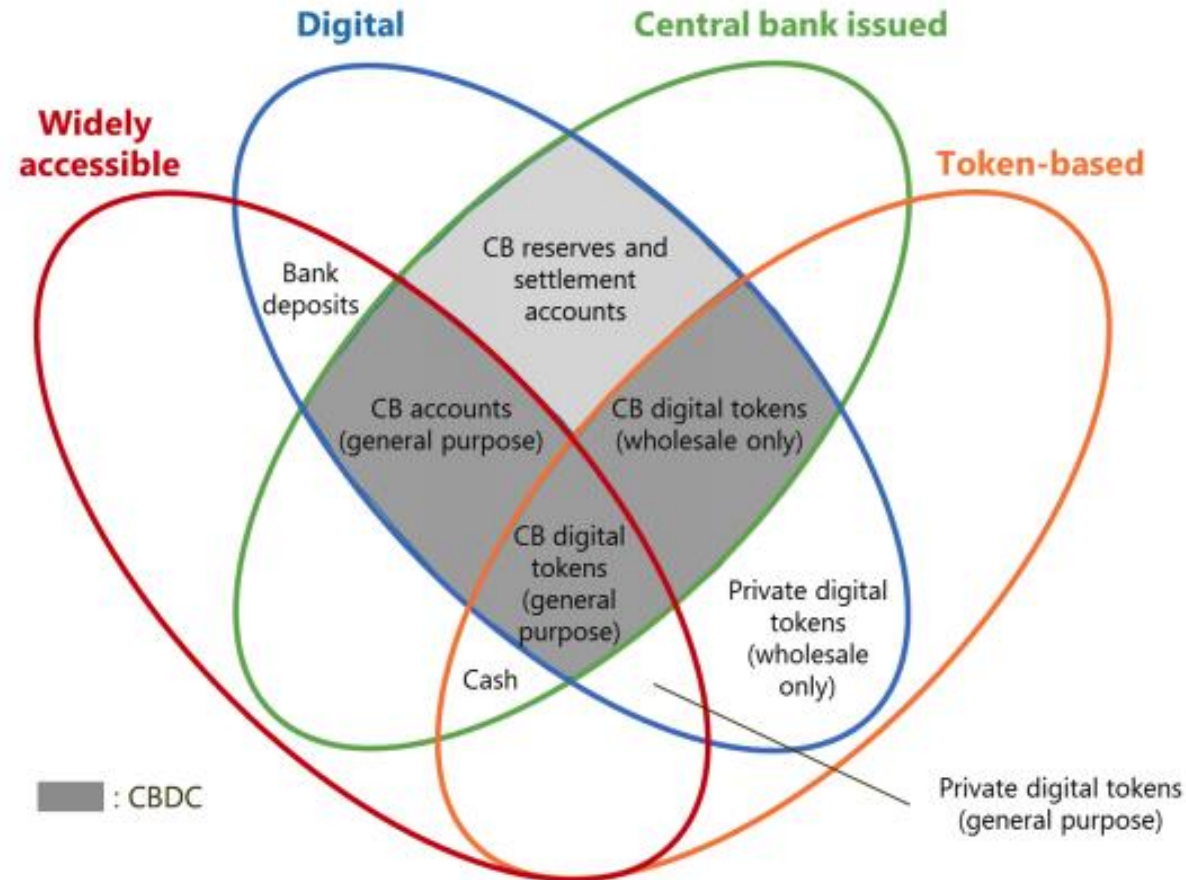 Digital
Central bank issued
Widely
accessible
Token-based
Bank
deposits
CB reserves and
settlement
accounts
CB accounts
(general purpose)
CB digital tokens
(wholesale only)
CB digital
tokens
(general
purpose)
Private digital
tokens
(wholesale
only)
Cash
: CBDC
Private digital tokens
(general purpose)